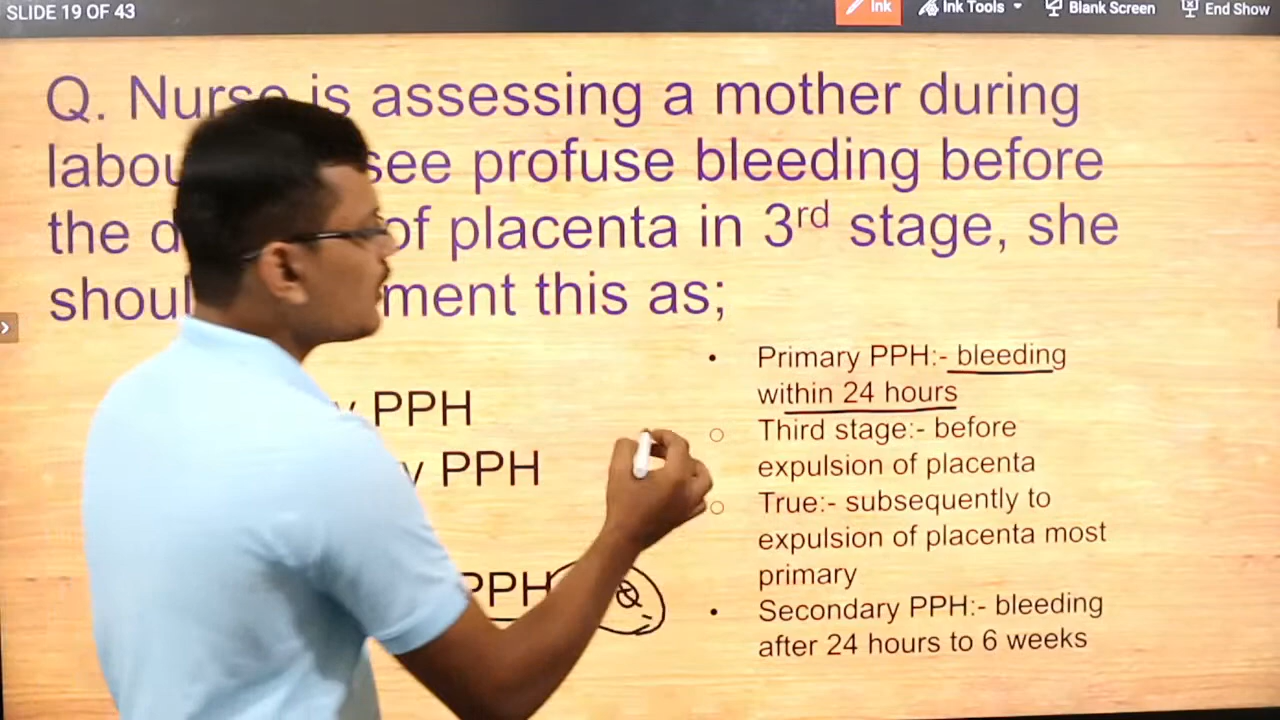 SLIDE 19 OF 43
Ink
Ink Tools
Blank Screen
End Show
Q. Nurse is assessing a mother during
see profuse bleeding before
the of placenta in 3rd stage, she
this as;
PPH
PPH
PPH
• Primary PPH:- bleeding
within 24 hours
○ Third stage:- before
expulsion of placenta
○ True:- subsequently to
expulsion of placenta most
primary
• Secondary PPH:- bleeding
after 24 hours to 6 weeks